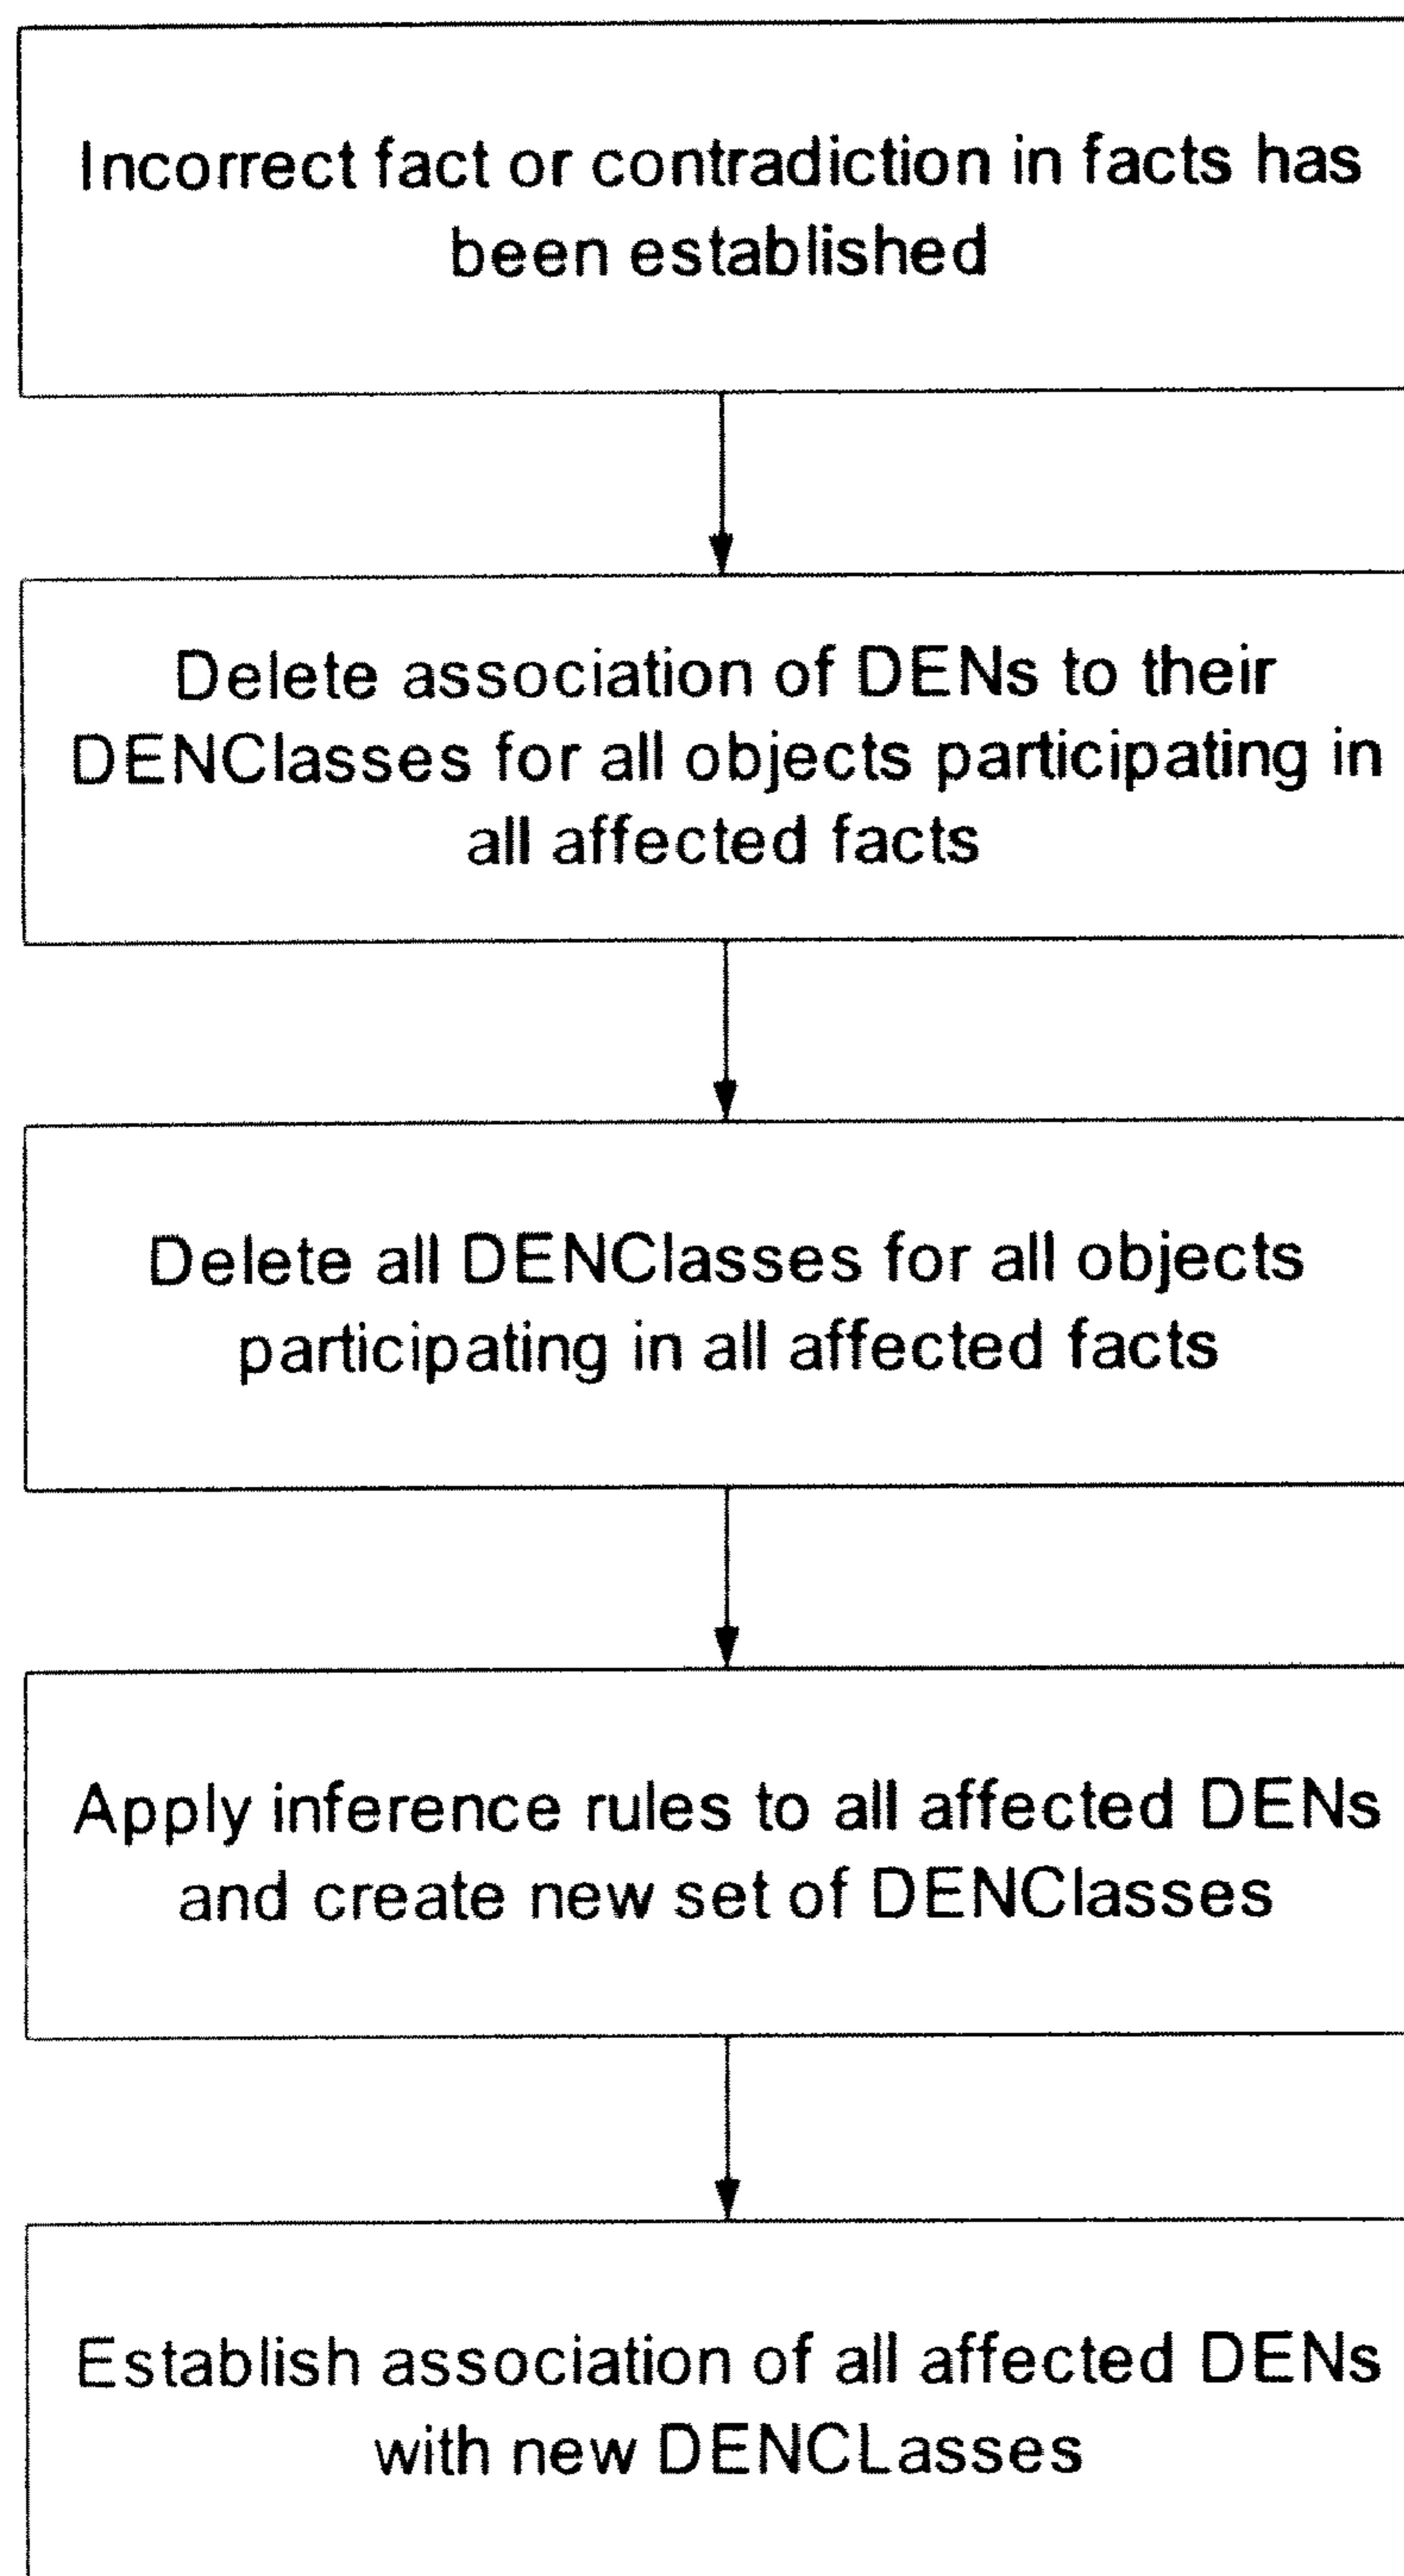 Incorrect fact or contradiction in facts has
been established
Delete association of DENs to their
DENClasses for all objects participating in
all affected facts
Delete all DENClasses for all objects
participating in all affected facts
Apply inference rules to all affected DENs
and create new set of DENClasses
Establish association of all affected DENs
with new DENCLasses